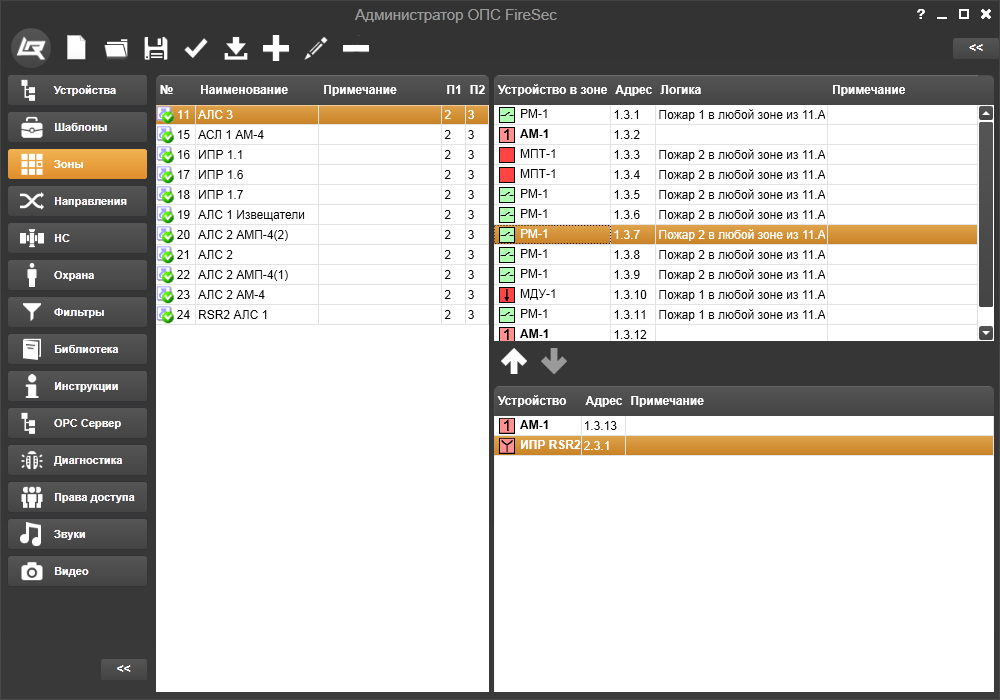 Администратор ОПС FireSec
?
<<
Устройства
Шаблоны
Зоны
Направления
НС
Охрана
Фильтры
Библиотека
Инструкции
ОРС Сервер
Диагностика
Права доступа
Звуки
Видео
<<
№ Наименование Примечание П1 П2
11 АЛС 3 2 3
15 АСЛ 1 АМ-4 2 3
16 ИПР 1.1 2 3
17 ИПР 1.6 2 3
18 ИПР 1.7 2 3
19 АЛС 1 Извещатели 2 3
20 АЛС 2 АМП-4(2) 2 3
21 АЛС 2 2 3
22 АЛС 2 АМП-4(1) 2 3
23 АЛС 2 АМ-4 2 3
24 RSR2 АЛС 1 2 3
Устройство в зоне Адрес Логика Примечание
РМ-1 1.3.1 Пожар 1 в любой зоне из 11.А
1 АМ-1 1.3.2
МПТ-1 1.3.3 Пожар 2 в любой зоне из 11.А
МПТ-1 1.3.4 Пожар 2 в любой зоне из 11.А
РМ-1 1.3.5 Пожар 2 в любой зоне из 11.А
РМ-1 1.3.6 Пожар 2 в любой зоне из 11.А
РМ-1 1.3.7 Пожар 2 в любой зоне из 11.А
РМ-1 1.3.8 Пожар 2 в любой зоне из 11.А
РМ-1 1.3.9 Пожар 2 в любой зоне из 11.А
МДУ-1 1.3.10 Пожар 1 в любой зоне из 11.А
РМ-1 1.3.11 Пожар 1 в любой зоне из 11.А
1 АМ-1 1.3.12
Устройство Адрес Примечание
1 АМ-1 1.3.13
ИПР RSR2 2.3.1